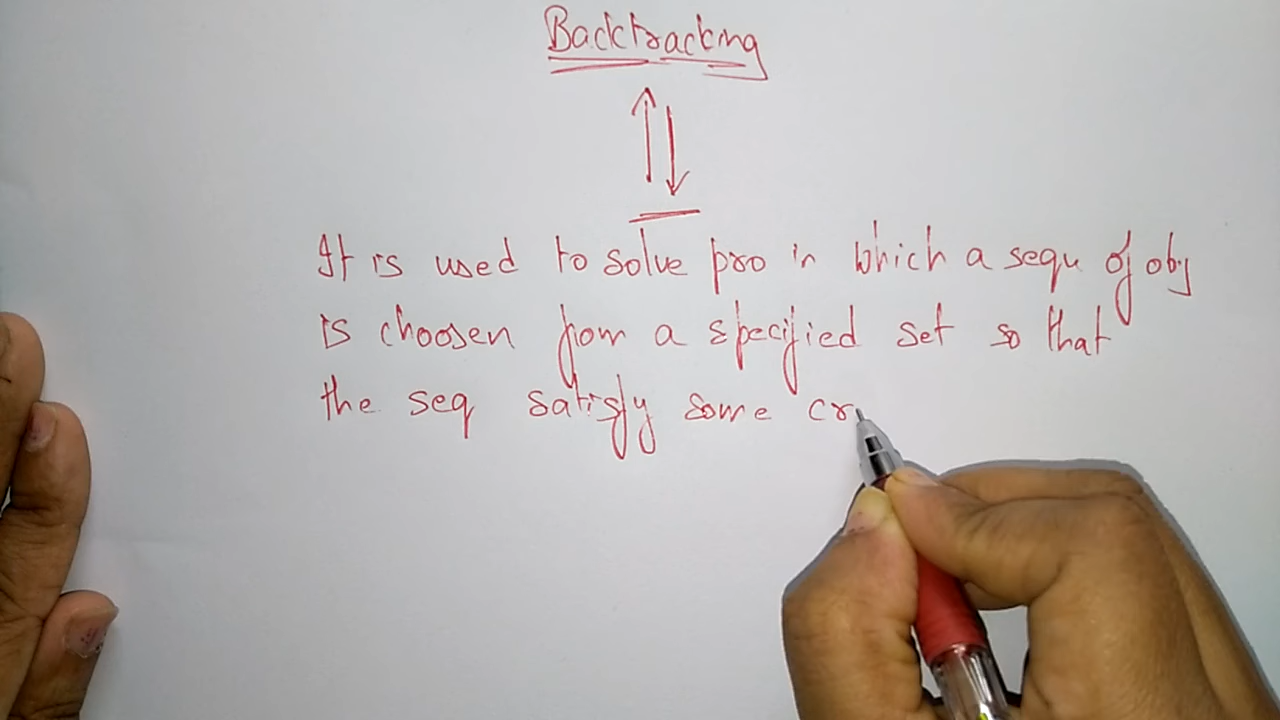 Backtracking
It is used to solve pro in which a sequ of obj
is choosen from a specified set so that
the seq satisfy some cr